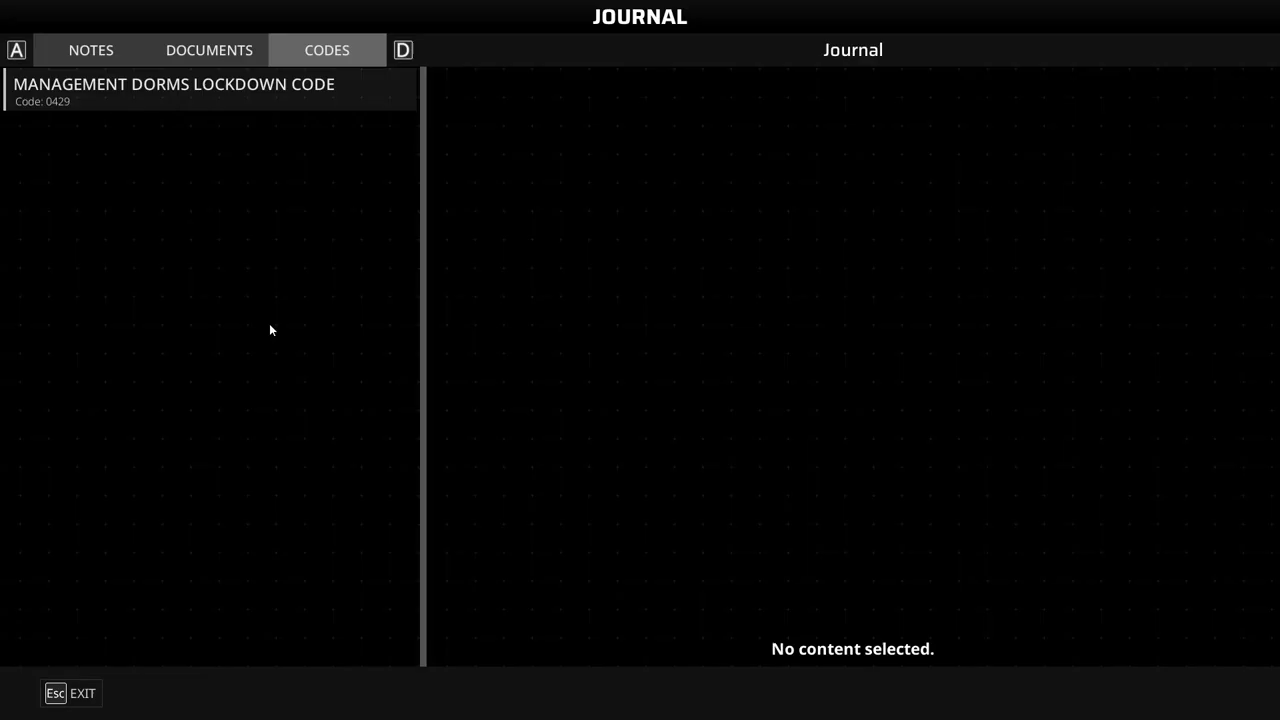 JOURNAL
A NOTES DOCUMENTS CODES D Journal
MANAGEMENT DORMS LOCKDOWN CODE
Code: 0429
No content selected.
Esc EXIT